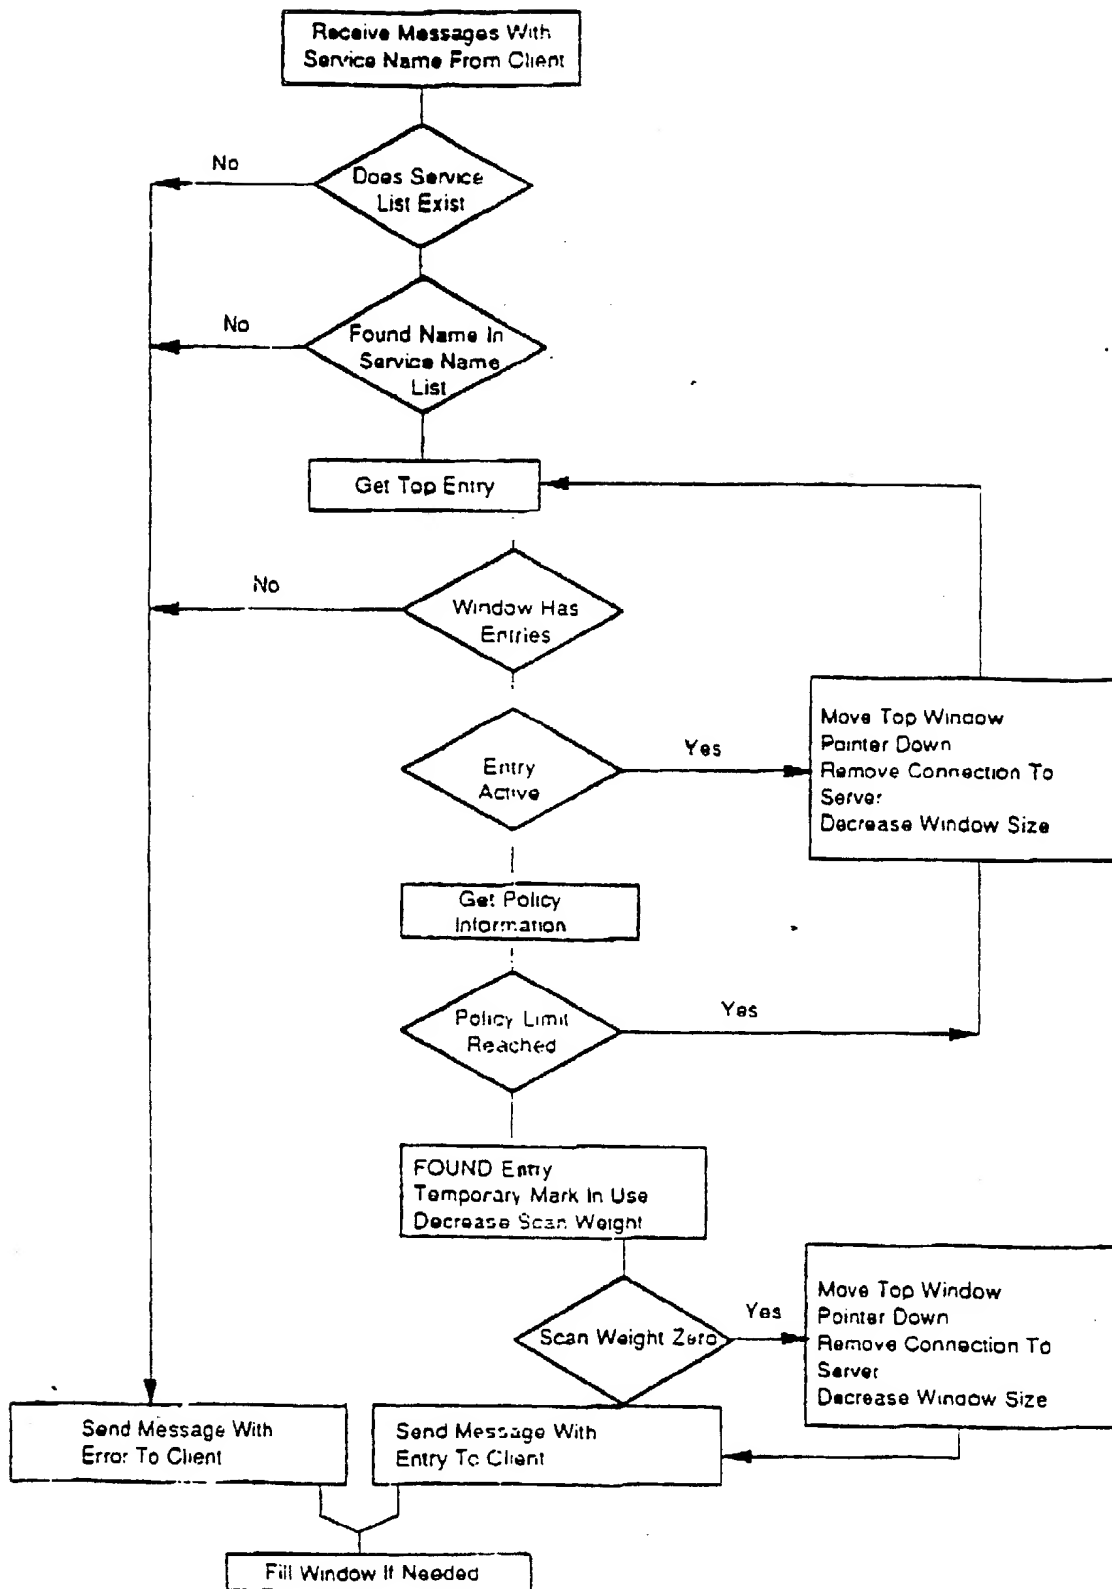 Receive Messages With
Service Name From Client
No
Does Service
List Exist
No
Found Name In
Service Name
List
Get Top Entry
No
Window Has
Entries
Entry
Active
Yes
Move Top Window
Pointer Down
Remove Connection To
Server
Decrease Window Size
Get Policy
Information
Policy Limit
Reached
Yes
FOUND Entry
Temporary Mark In Use
Decrease Scan Weight
Scan Weight Zero
Yes
Move Top Window
Pointer Down
Remove Connection To
Server
Decrease Window Size
Send Message With
Error To Client
Send Message With
Entry To Client
Fill Window If Needed